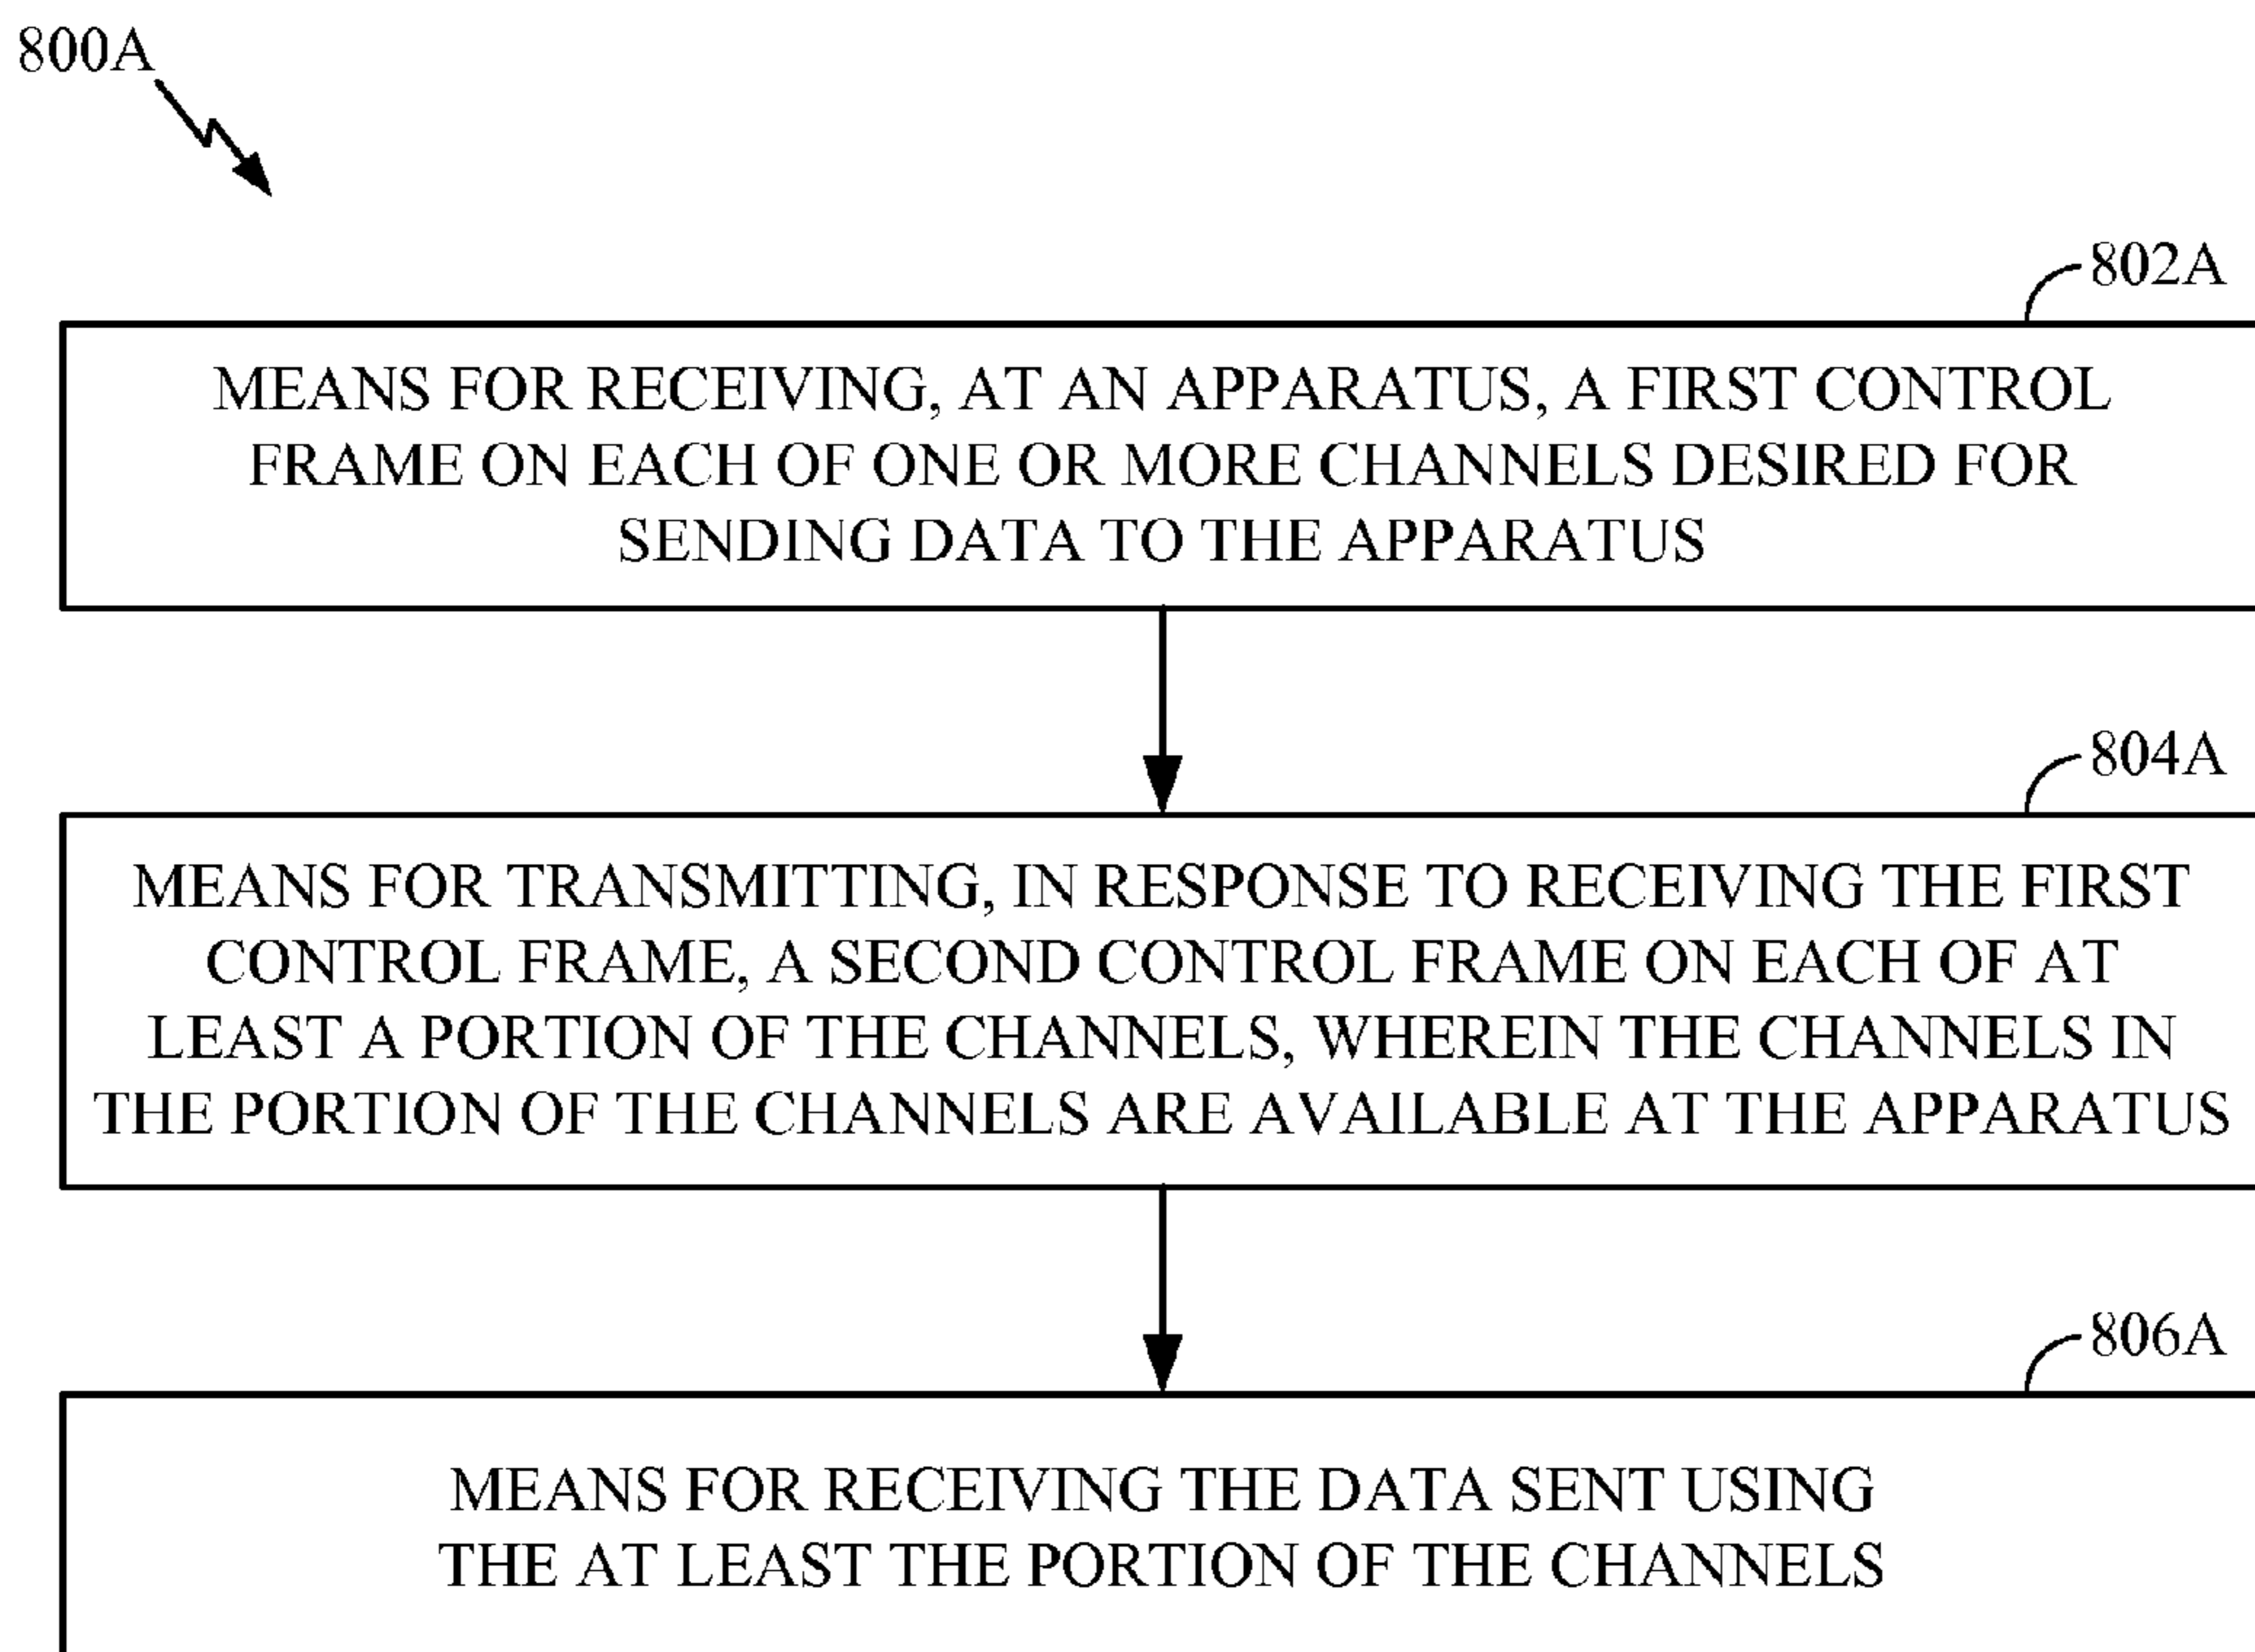 800A
802A
MEANS FOR RECEIVING, AT AN APPARATUS, A FIRST CONTROL
FRAME ON EACH OF ONE OR MORE CHANNELS DESIRED FOR
SENDING DATA TO THE APPARATUS
804A
MEANS FOR TRANSMITTING, IN RESPONSE TO RECEIVING THE FIRST
CONTROL FRAME, A SECOND CONTROL FRAME ON EACH OF AT
LEAST A PORTION OF THE CHANNELS, WHEREIN THE CHANNELS IN
THE PORTION OF THE CHANNELS ARE AVAILABLE AT THE APPARATUS
806A
MEANS FOR RECEIVING THE DATA SENT USING
THE AT LEAST THE PORTION OF THE CHANNELS